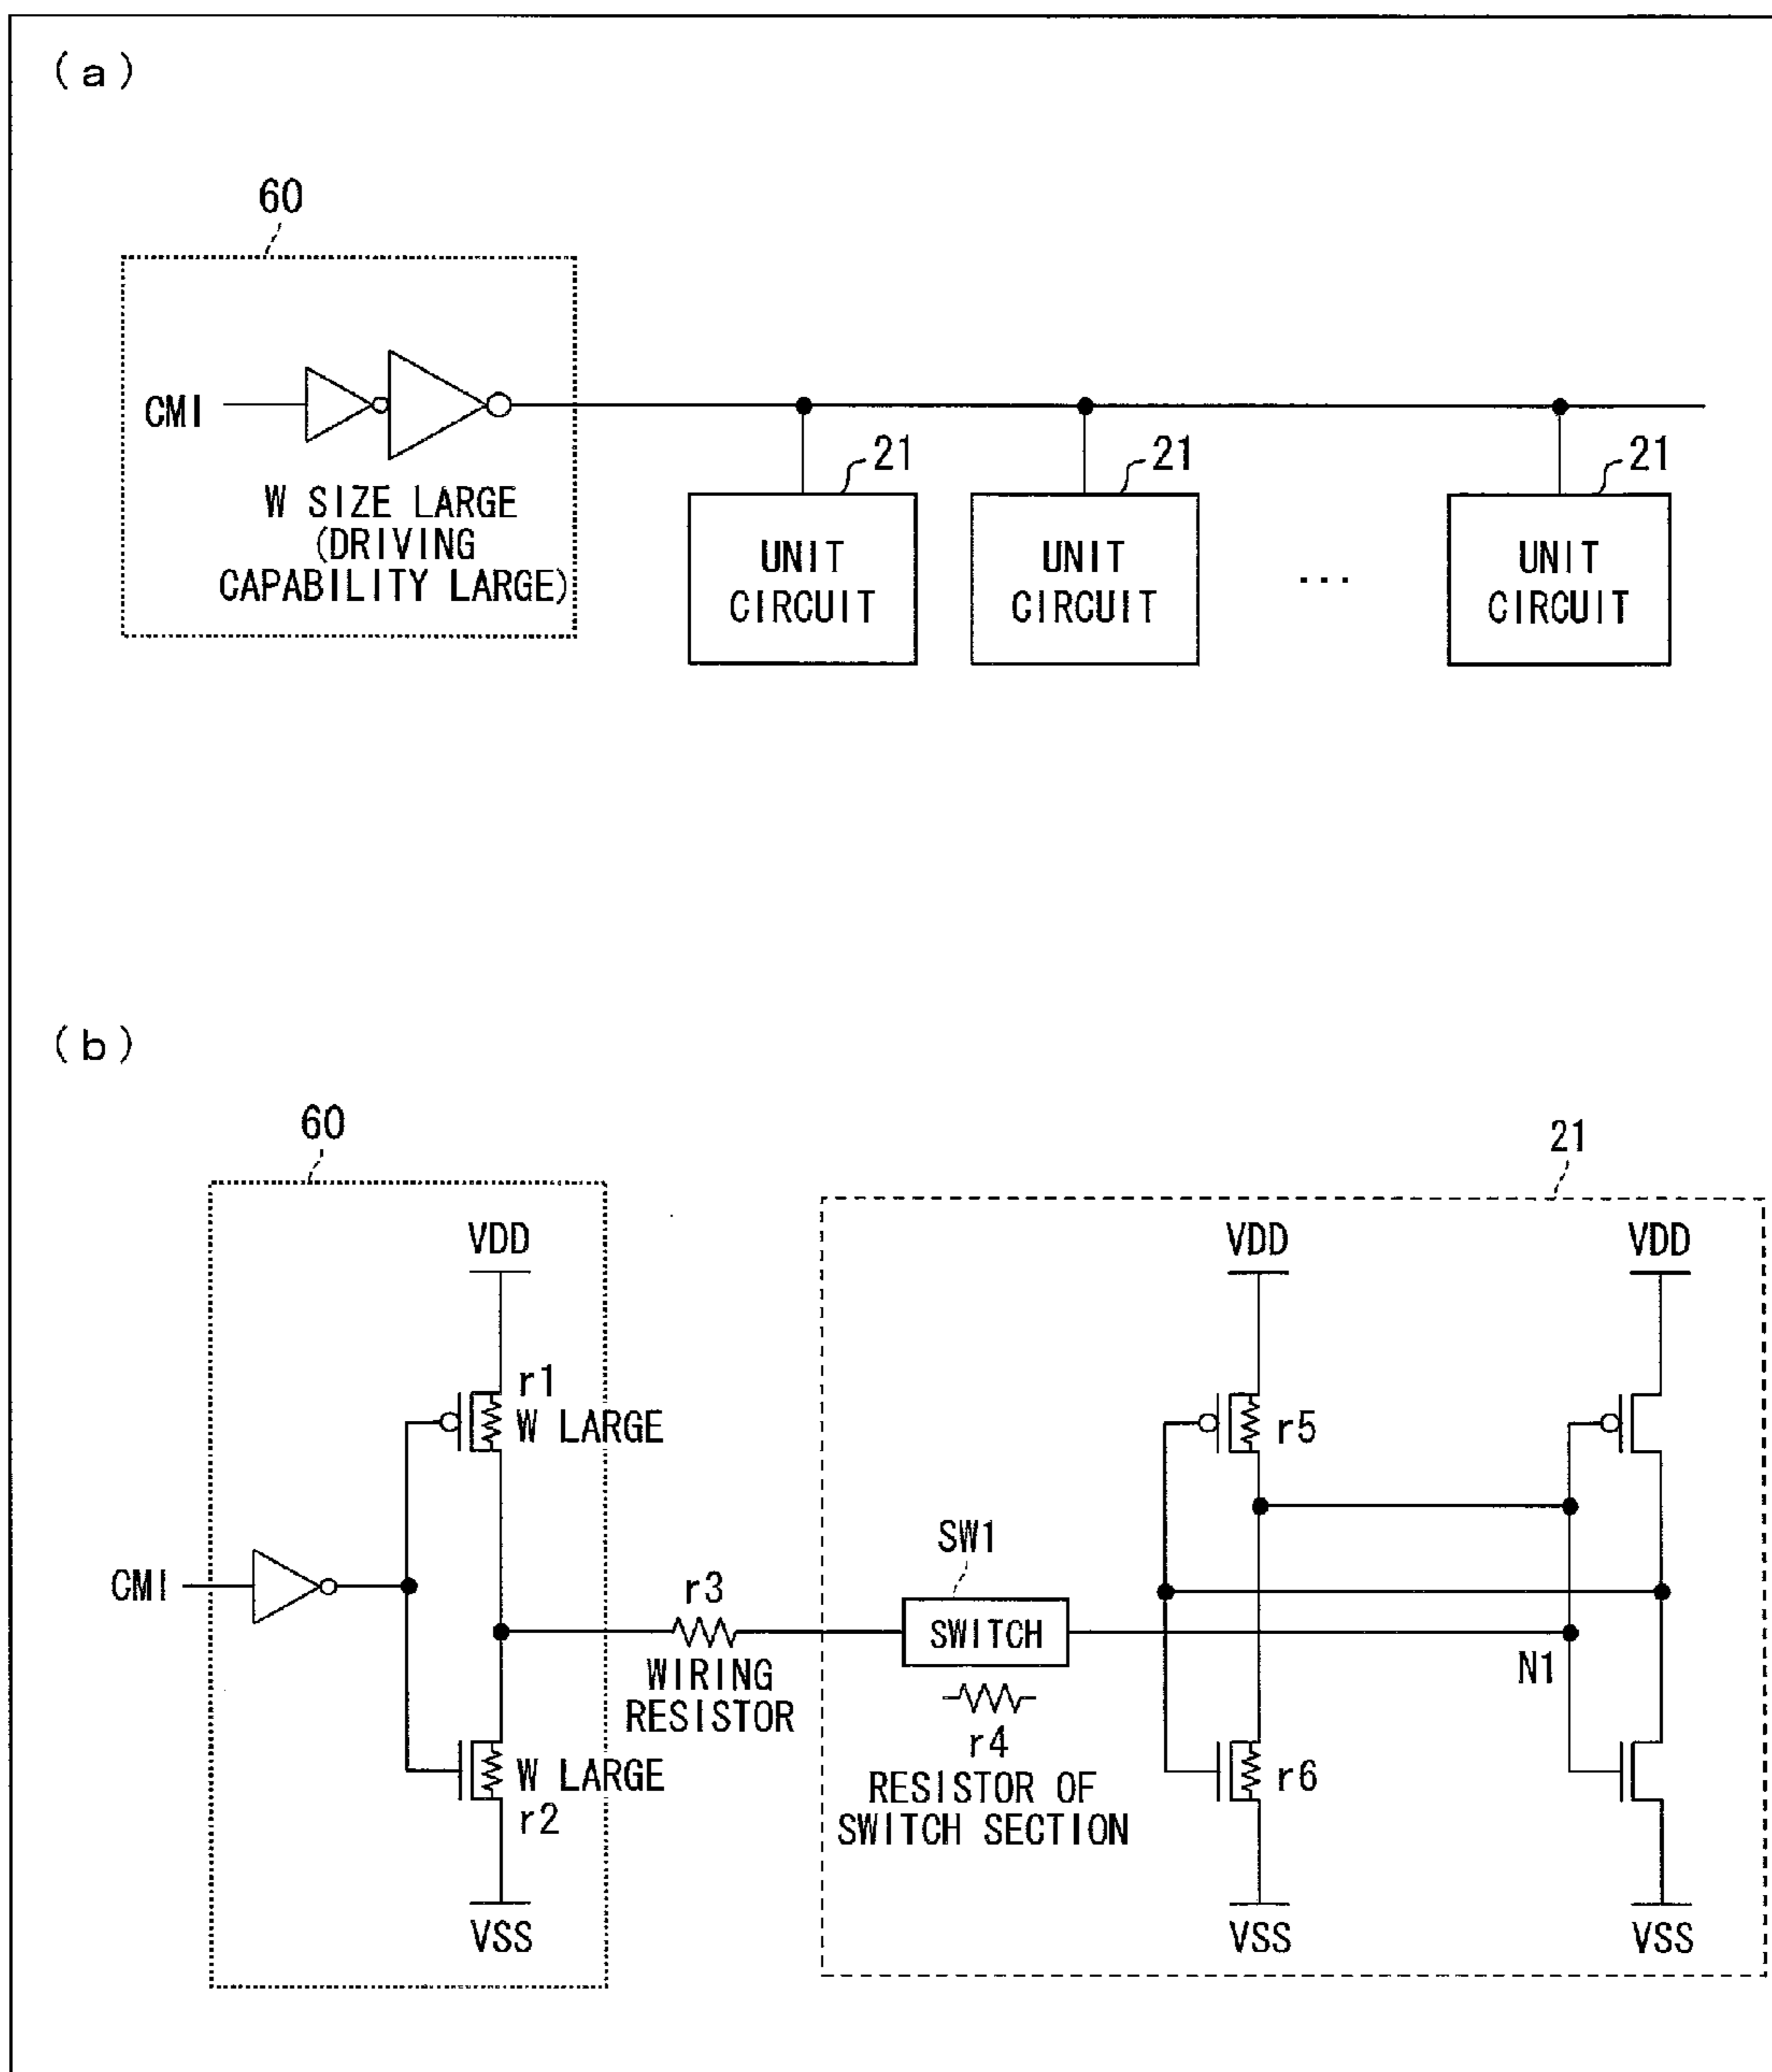 (a)
60
CMI
W SIZE LARGE
(DRIVING
CAPABILITY LARGE)
21
21
21
UNIT
CIRCUIT
UNIT
CIRCUIT
...
UNIT
CIRCUIT
(b)
60
21
VDD
VDD
VDD
r1
W LARGE
r5
SW1
CMI
r3
SWITCH
WIRING
RESISTOR
N1
r4
W LARGE
r2
RESISTOR OF
SWITCH SECTION
r6
VSS
VSS
VSS